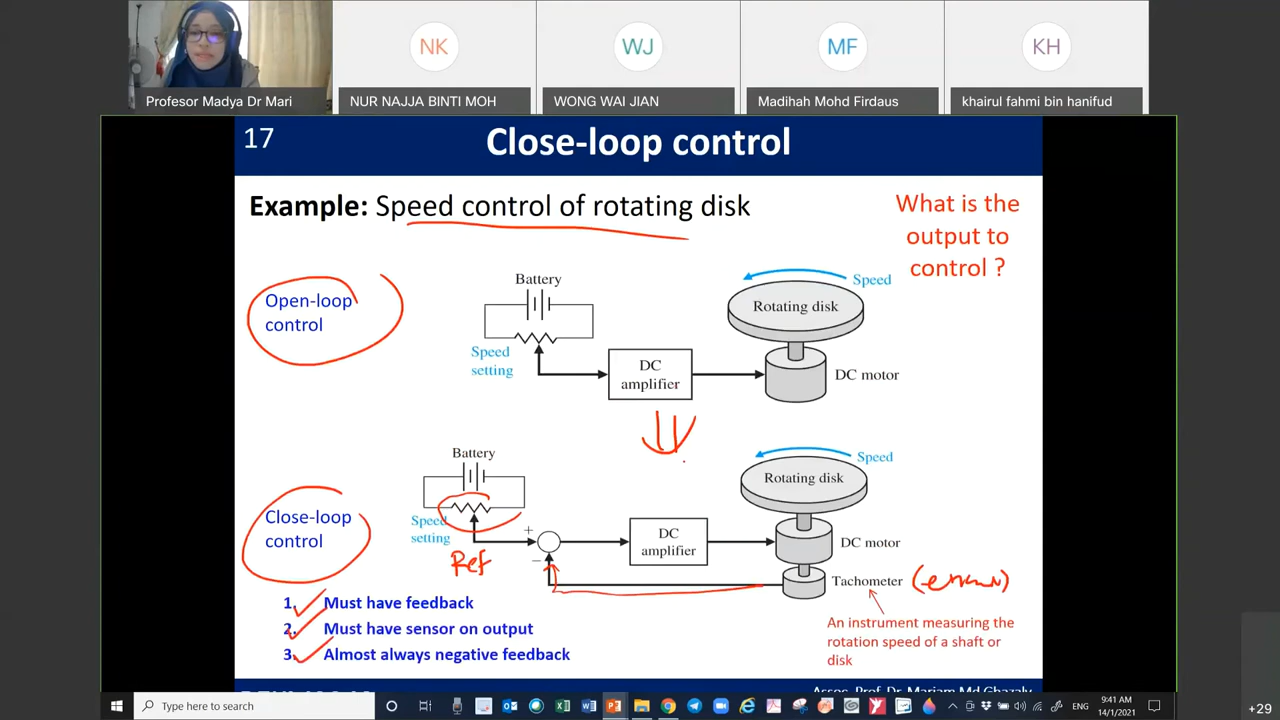 NK
WJ
MF
KH
Profesor Madya Dr Mari
NUR NAJJA BINTI MOH
WONG WAI JIAN
Madihah Mohd Firdaus
khairul fahmi bin hanifud
17
Close-loop control
Example: Speed control of rotating disk
What is the
output to
control ?
Open-loop
control
Battery
Speed
setting
DC
amplifier
Speed
Rotating disk
DC motor
Close-loop
control
Battery
Speed
setting
+
−
Ref
DC
amplifier
Speed
Rotating disk
DC motor
Tachometer
An instrument measuring the
rotation speed of a shaft or
disk
1. Must have feedback
2. Must have sensor on output
3. Almost always negative feedback
Assoc. Prof. Dr. Mariam Md Ghazaly
Type here to search
ENG
9:41 AM
14/1/2021
+29